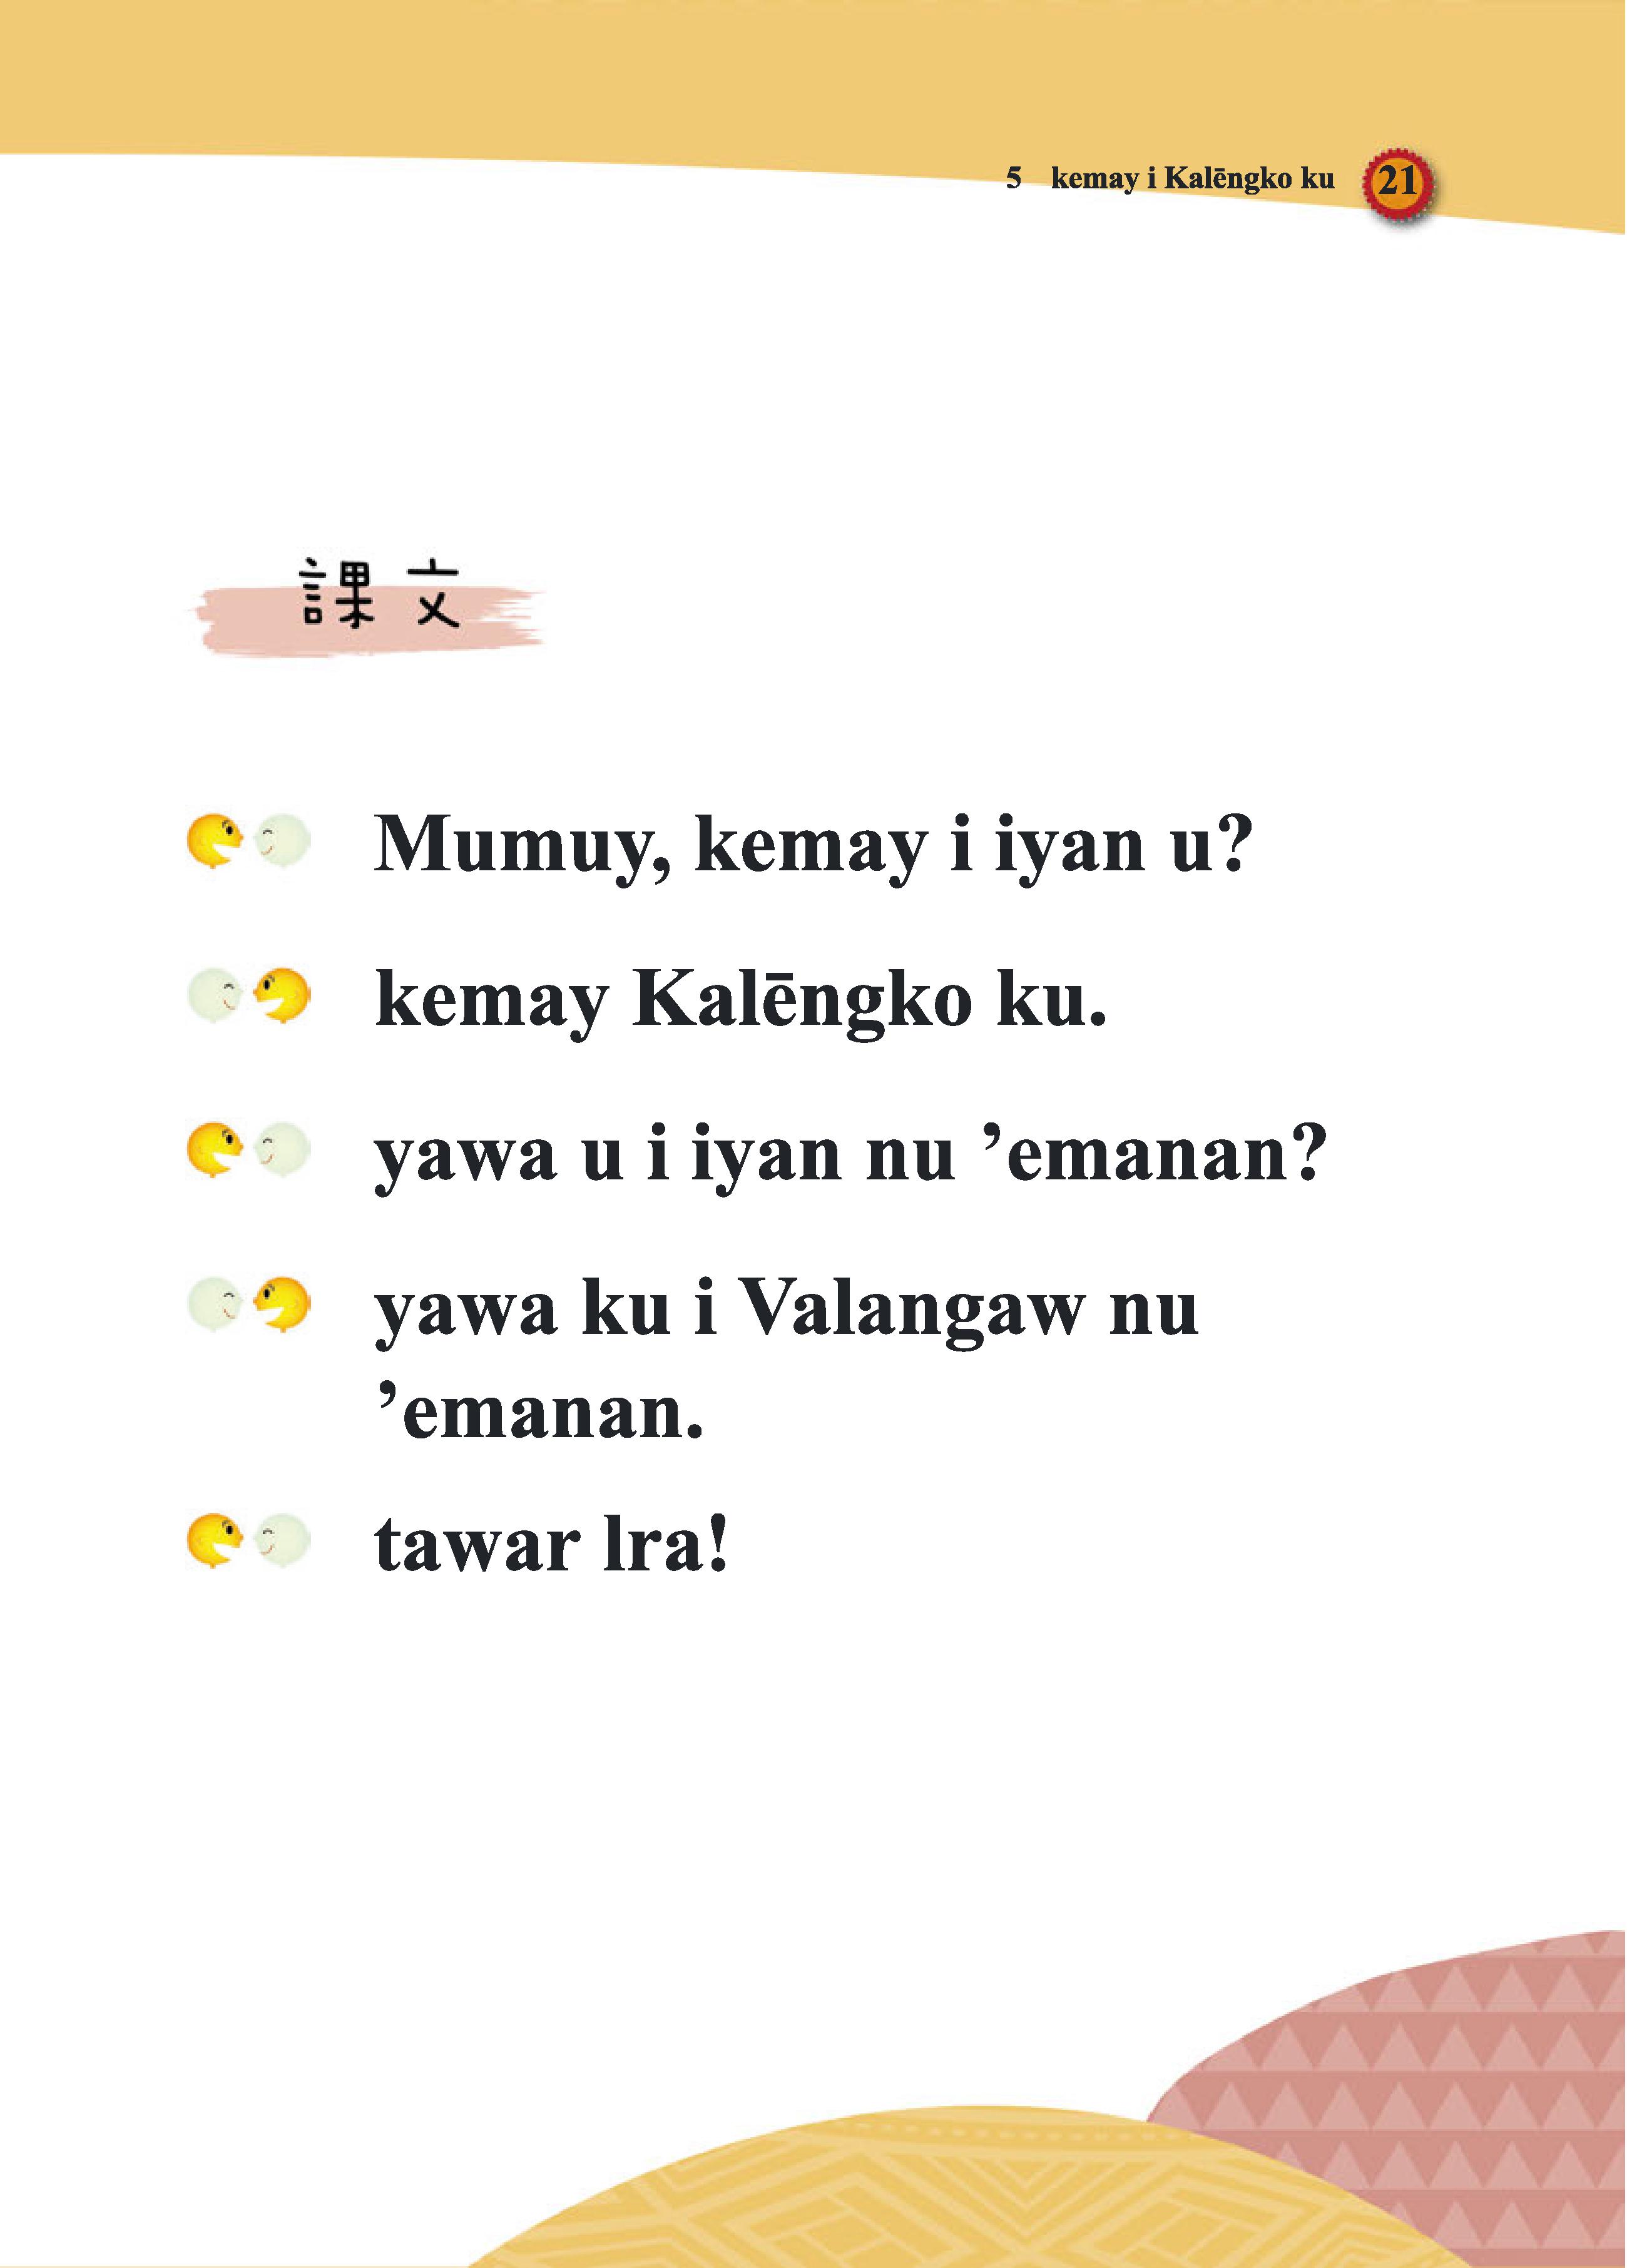 5 kemay i Kalēngko ku 21
課文
Mumuy, kemay i iyan u?
kemay Kalēngko ku.
yawa u i iyan nu ’emanan?
yawa ku i Valangaw nu
’emanan.
tawar lra!